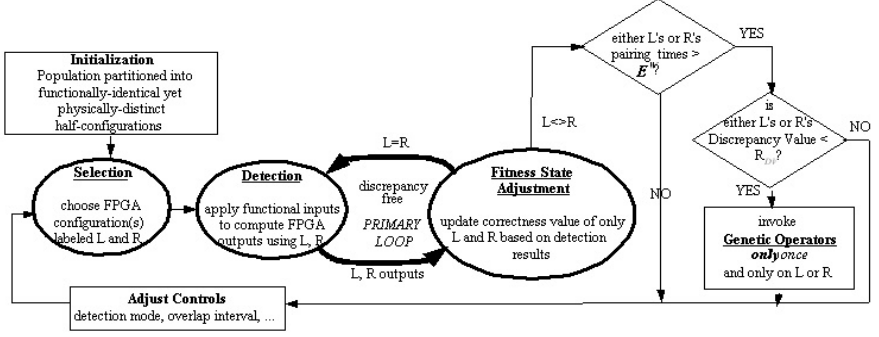 Initialization
Population partitioned into
functionally-identical yet
physically-distinct
half-configurations
Selection
choose FPGA
configuration(s)
labeled L and R
Detection
apply functional inputs
to compute FPGA
outputs using L, R
L=R
discrepancy
free
PRIMARY
LOOP
L, R outputs
Fitness State
Adjustment
update correctness value of only
L and R based on detection
results
L<>R
either L's or R's
pairing times >
E ?
YES
NO
is
either L's or R's
Discrepancy Value <
R ?
NO
YES
invoke
Genetic Operators
only once
and only on L or R
Adjust Controls
detection mode, overlap interval, ...